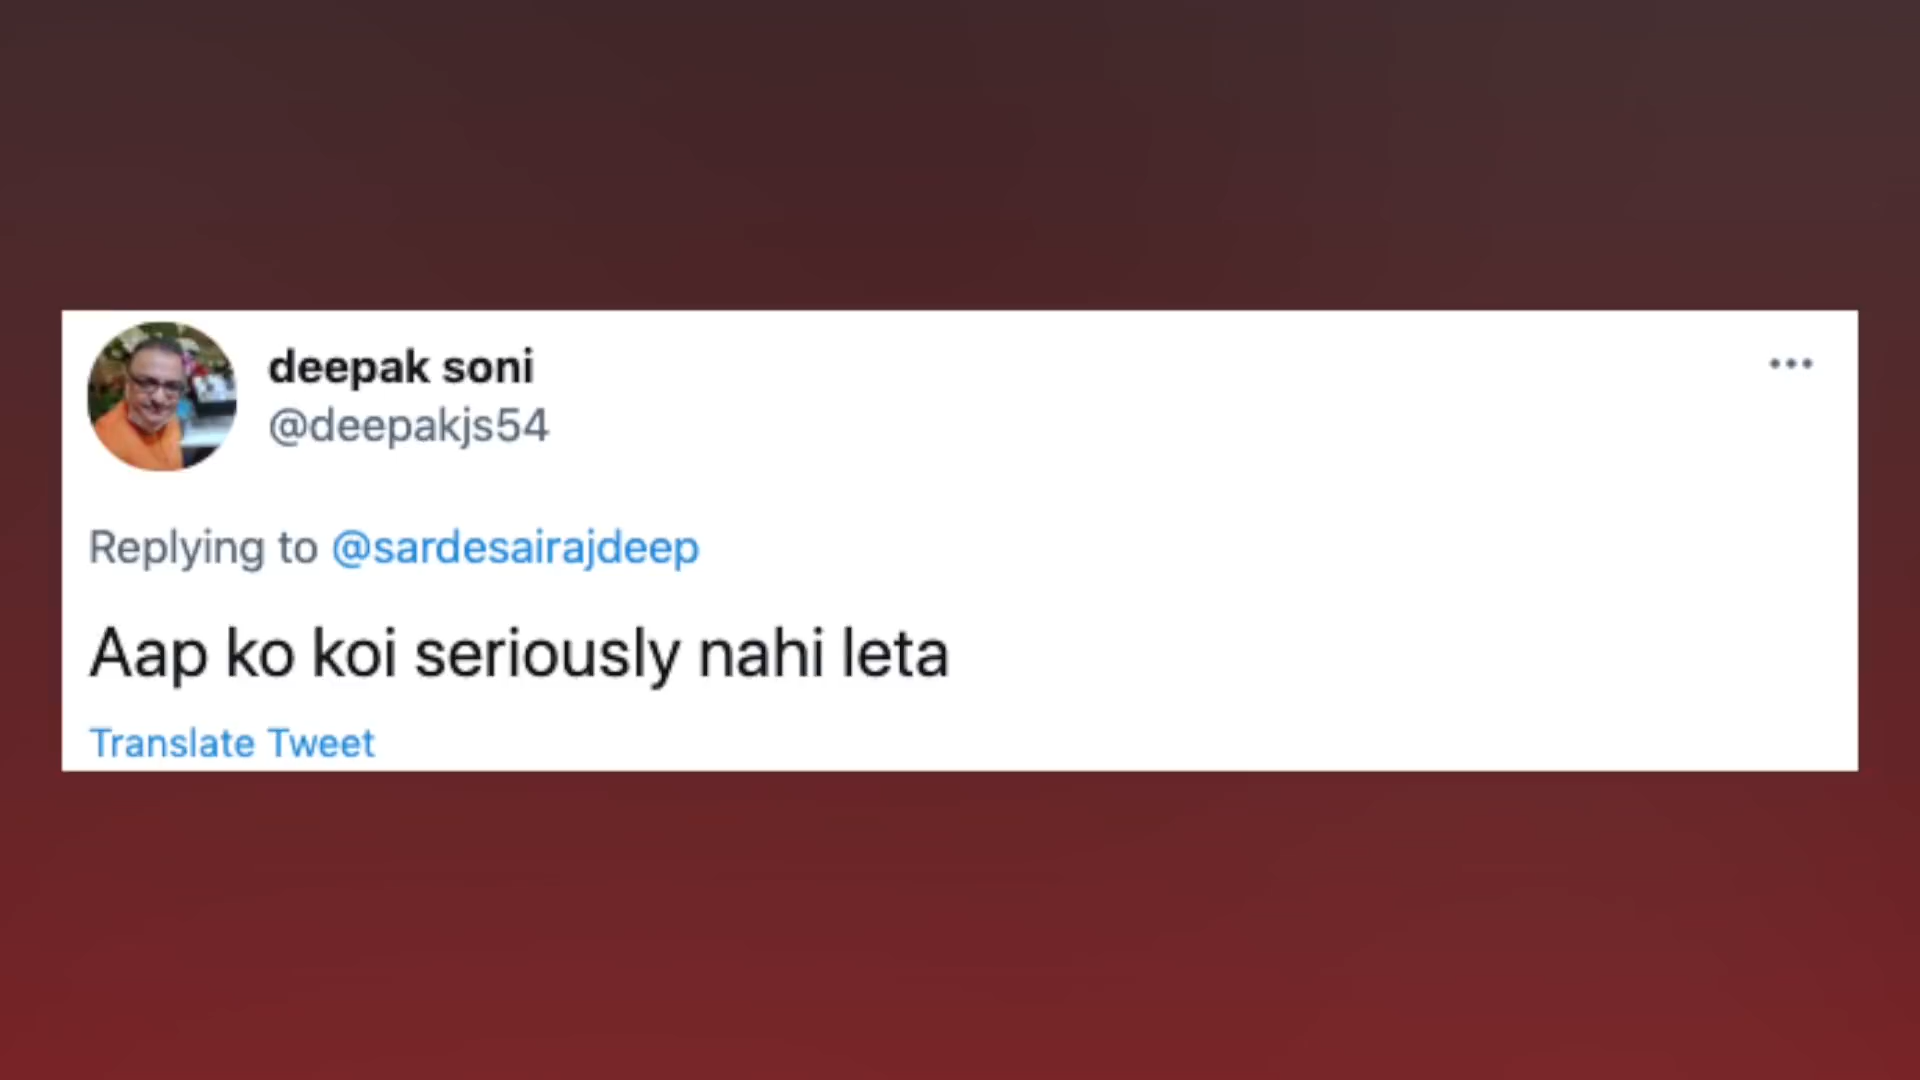 deepak soni
@deepakjs54
Replying to @sardesairajdeep
Aap ko koi seriously nahi leta
Translate Tweet